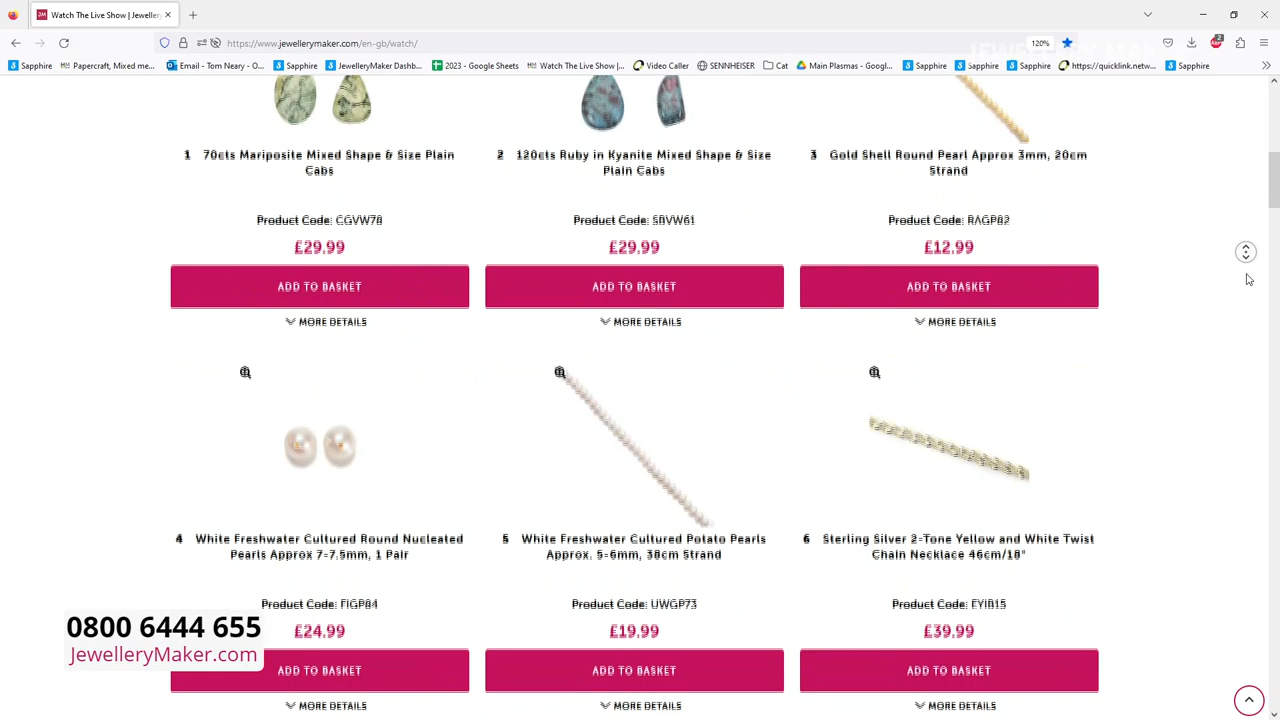 Watch The Live Show | Jeweller
https://www.jewellerymaker.com/en-gb/watch/
120%
2
Sapphire
Papercraft, Mixed me...
Email - Tom Neary - O...
Sapphire
JewelleryMaker Dashb...
2023 - Google Sheets
Watch The Live Show |...
Video Caller
SENNHEISER
Cat
Main Plasmas - Googl...
Sapphire
Sapphire
Sapphire
https://quicklink.netw...
Sapphire
1 70cts Mariposite Mixed Shape & Size Plain
Cabs
Product Code: CGVW78
£29.99
ADD TO BASKET
MORE DETAILS
2 120cts Ruby in Kyanite Mixed Shape & Size
Plain Cabs
Product Code: SBVW61
£29.99
ADD TO BASKET
MORE DETAILS
3 Gold Shell Round Pearl Approx 3mm, 20cm
Strand
Product Code: RAGP82
£12.99
ADD TO BASKET
MORE DETAILS
4 White Freshwater Cultured Round Nucleated
Pearls Approx 7-7.5mm, 1 Pair
Product Code: FIGP84
£24.99
ADD TO BASKET
MORE DETAILS
5 White Freshwater Cultured Potato Pearls
Approx. 5-6mm, 38cm Strand
Product Code: UWGP73
£19.99
ADD TO BASKET
MORE DETAILS
6 Sterling Silver 2-Tone Yellow and White Twist
Chain Necklace 46cm/18"
Product Code: EYIB15
£39.99
ADD TO BASKET
MORE DETAILS
0800 6444 655
JewelleryMaker.com